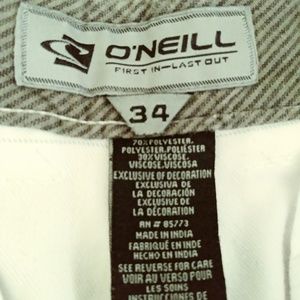 O'NEILL
FIRST IN—LAST OUT
34
70% POLYESTER,
POLYESTER, POLIÉSTER
30% VISCOSE,
VISCOSE, VISCOSA
EXCLUSIVE OF DECORATION
EXCLUSIVA DE
LA DECORACIÓN
EXCLUSIVE DE
LA DÉCORATION
RN # 85773
MADE IN INDIA
FABRIQUÉ EN INDE
HECHO EN INDIA
SEE REVERSE FOR CARE
VOIR AU VERSO POUR
LES SOINS
INSTRUCCIONES DE